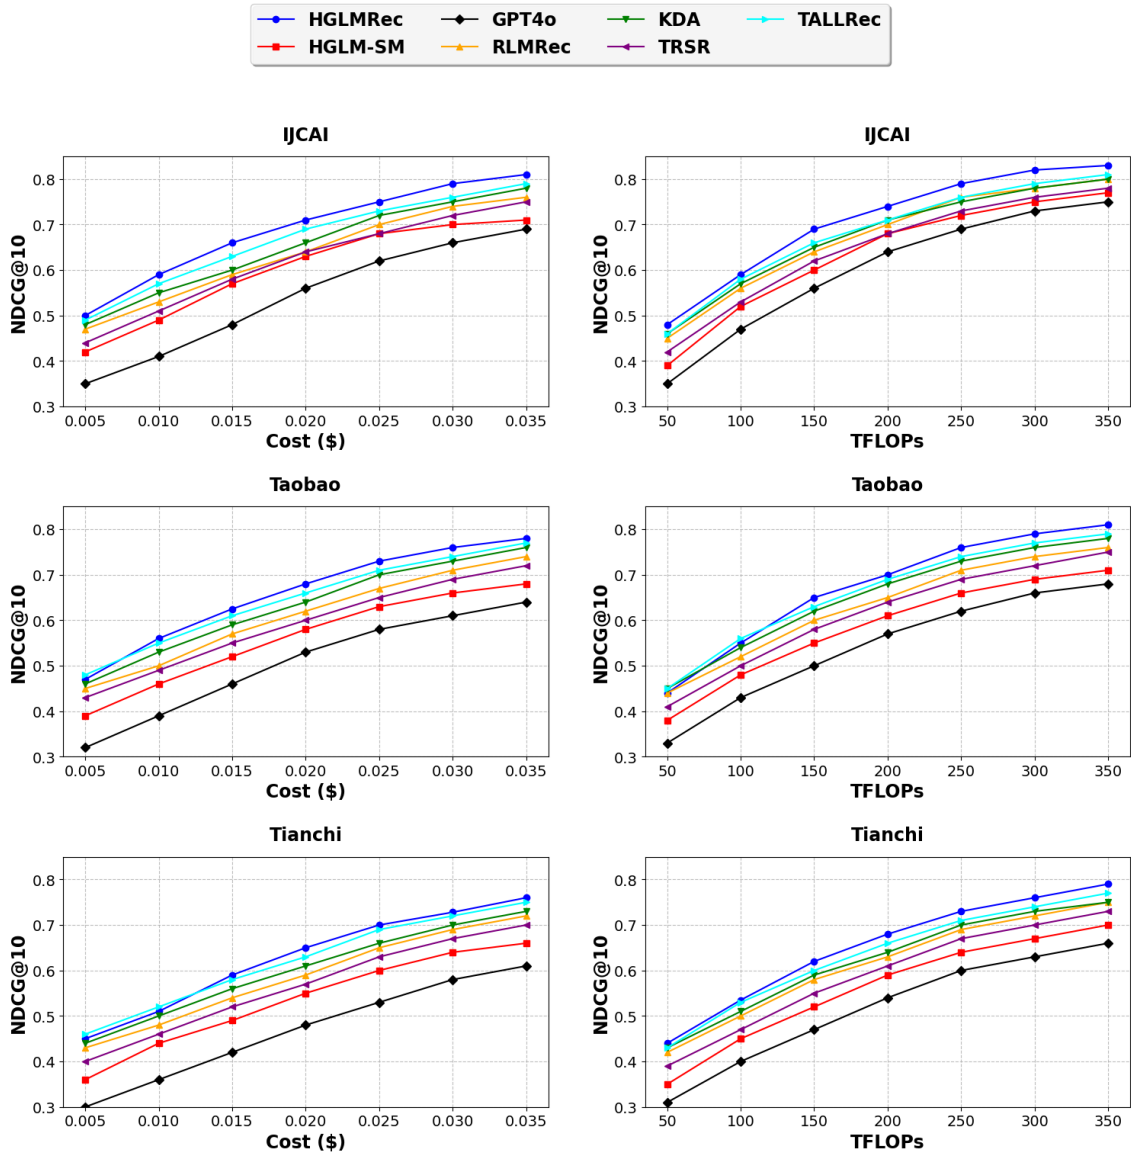 HGLMRec GPT4o KDA TALLRec
HGLM-SM RLMRec TRSR
IJCAI IJCAI
NDCG@10 NDCG@10
0.8 0.8
0.7 0.7
0.6 0.6
0.5 0.5
0.4 0.4
0.3 0.3
0.005 0.010 0.015 0.020 0.025 0.030 0.035 50 100 150 200 250 300 350
Cost ($) TFLOPs
Taobao Taobao
NDCG@10 NDCG@10
0.8 0.8
0.7 0.7
0.6 0.6
0.5 0.5
0.4 0.4
0.3 0.3
0.005 0.010 0.015 0.020 0.025 0.030 0.035 50 100 150 200 250 300 350
Cost ($) TFLOPs
Tianchi Tianchi
NDCG@10 NDCG@10
0.8 0.8
0.7 0.7
0.6 0.6
0.5 0.5
0.4 0.4
0.3 0.3
0.005 0.010 0.015 0.020 0.025 0.030 0.035 50 100 150 200 250 300 350
Cost ($) TFLOPs